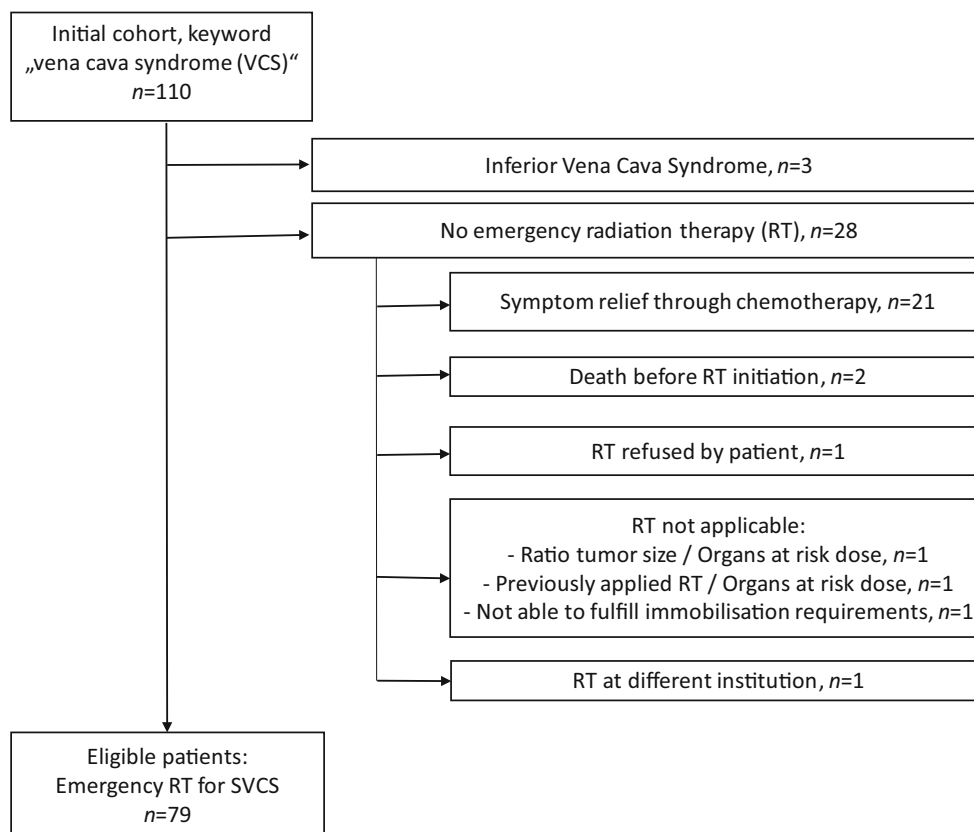 Initial cohort, keyword
„vena cava syndrome (VCS)“
n=110
Inferior Vena Cava Syndrome, n=3
No emergency radiation therapy (RT), n=28
Symptom relief through chemotherapy, n=21
Death before RT initiation, n=2
RT refused by patient, n=1
RT not applicable:
- Ratio tumor size / Organs at risk dose, n=1
- Previously applied RT / Organs at risk dose, n=1
- Not able to fulfill immobilisation requirements, n=1
RT at different institution, n=1
Eligible patients:
Emergency RT for SVCS
n=79